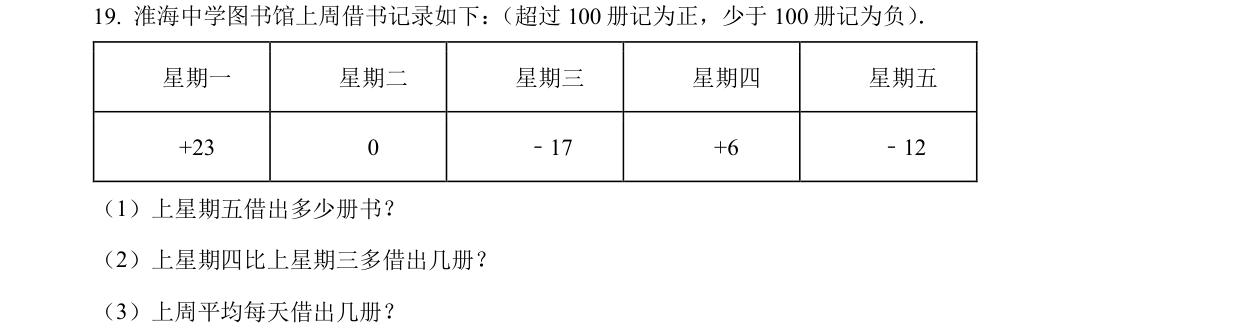 19. 淮海中学图书馆上周借书记录如下：（超过 100 册记为正，少于 100 册记为负）.
星期一 星期二 星期三 星期四 星期五
+23 0 ﹣17 +6 ﹣12
（1）上星期五借出多少册书？
（2）上星期四比上星期三多借出几册？
（3）上周平均每天借出几册？